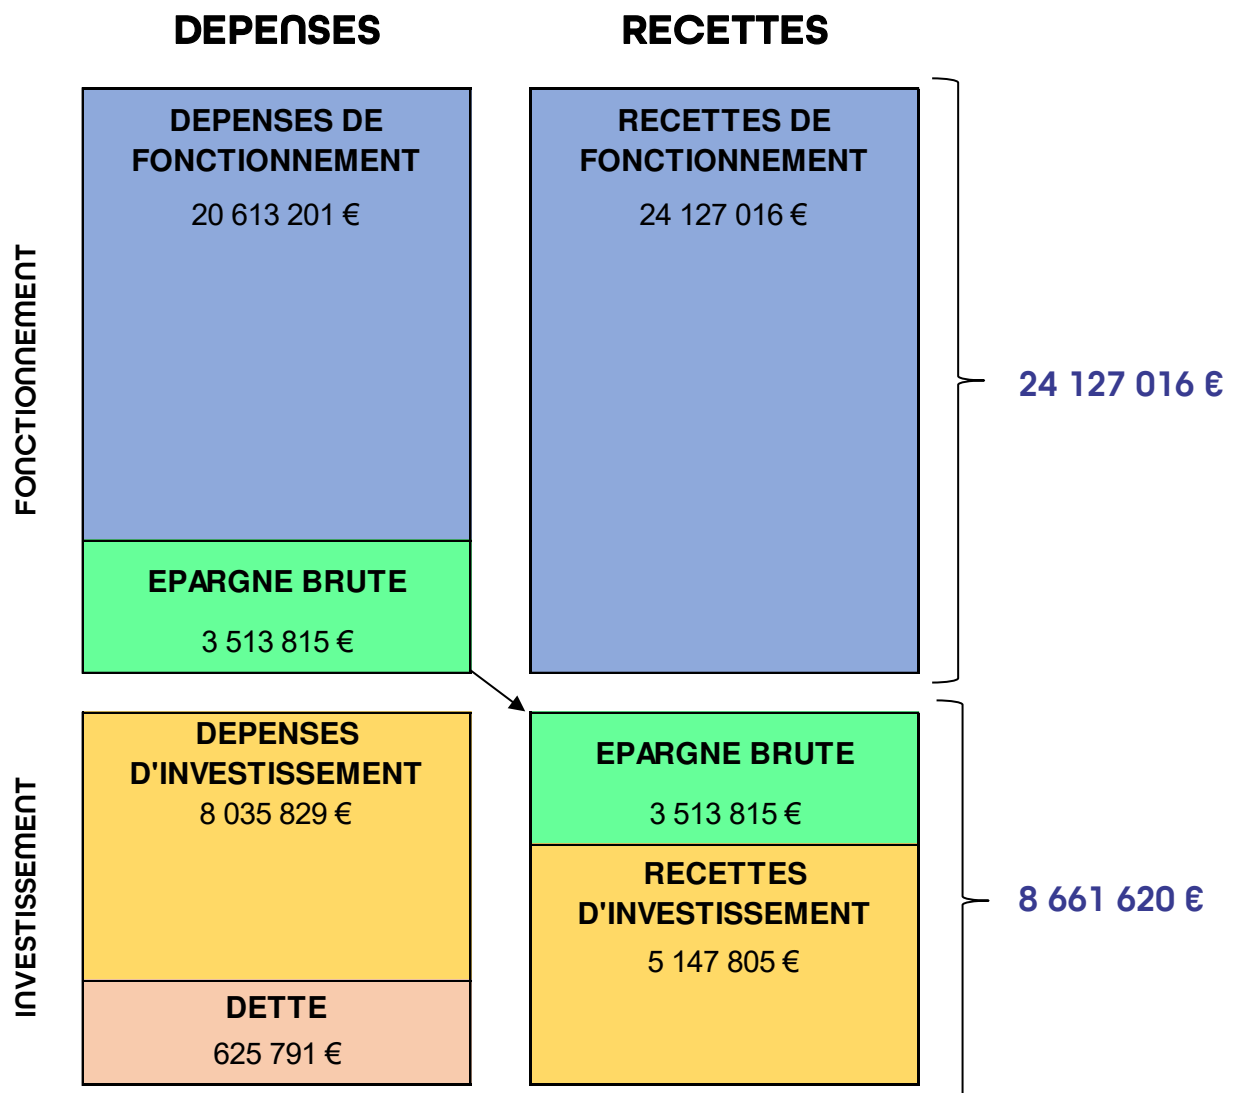 DEPENSES
RECETTES
FONCTIONNEMENT
DEPENSES DE
FONCTIONNEMENT
20 613 201 €
RECETTES DE
FONCTIONNEMENT
24 127 016 €
24 127 016 €
EPARGNE BRUTE
3 513 815 €
INVESTISSEMENT
DEPENSES
D'INVESTISSEMENT
8 035 829 €
DETTE
625 791 €
EPARGNE BRUTE
3 513 815 €
RECETTES
D'INVESTISSEMENT
5 147 805 €
8 661 620 €